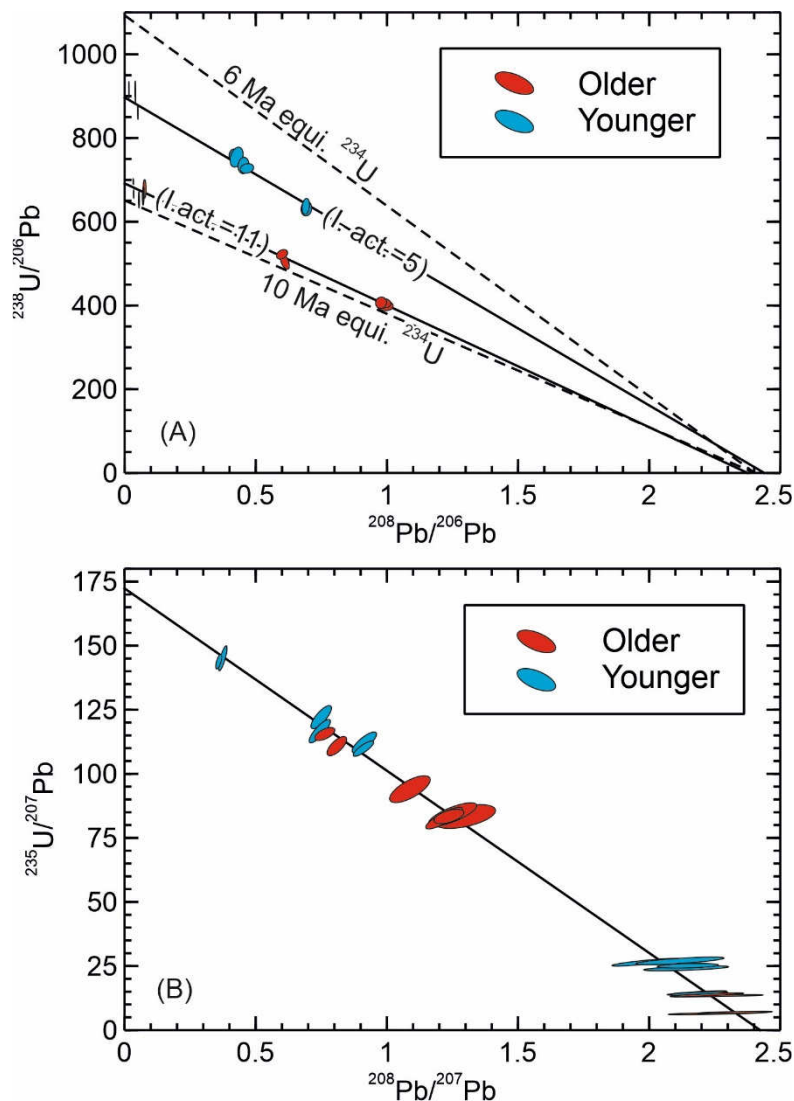 1000
800
600
400
200
0
²³⁸U/²⁰⁶Pb
Older
Younger
6 Ma equi. ²³⁴U
(I. act.=5)
(I. act.=11)
10 Ma equi. ²³⁴U
(A)
0 0.5 1 1.5 2 2.5
²⁰⁸Pb/²⁰⁶Pb
175
150
125
100
75
50
25
0
²³⁵U/²⁰⁷Pb
Older
Younger
(B)
0 0.5 1 1.5 2 2.5
²⁰⁸Pb/²⁰⁷Pb